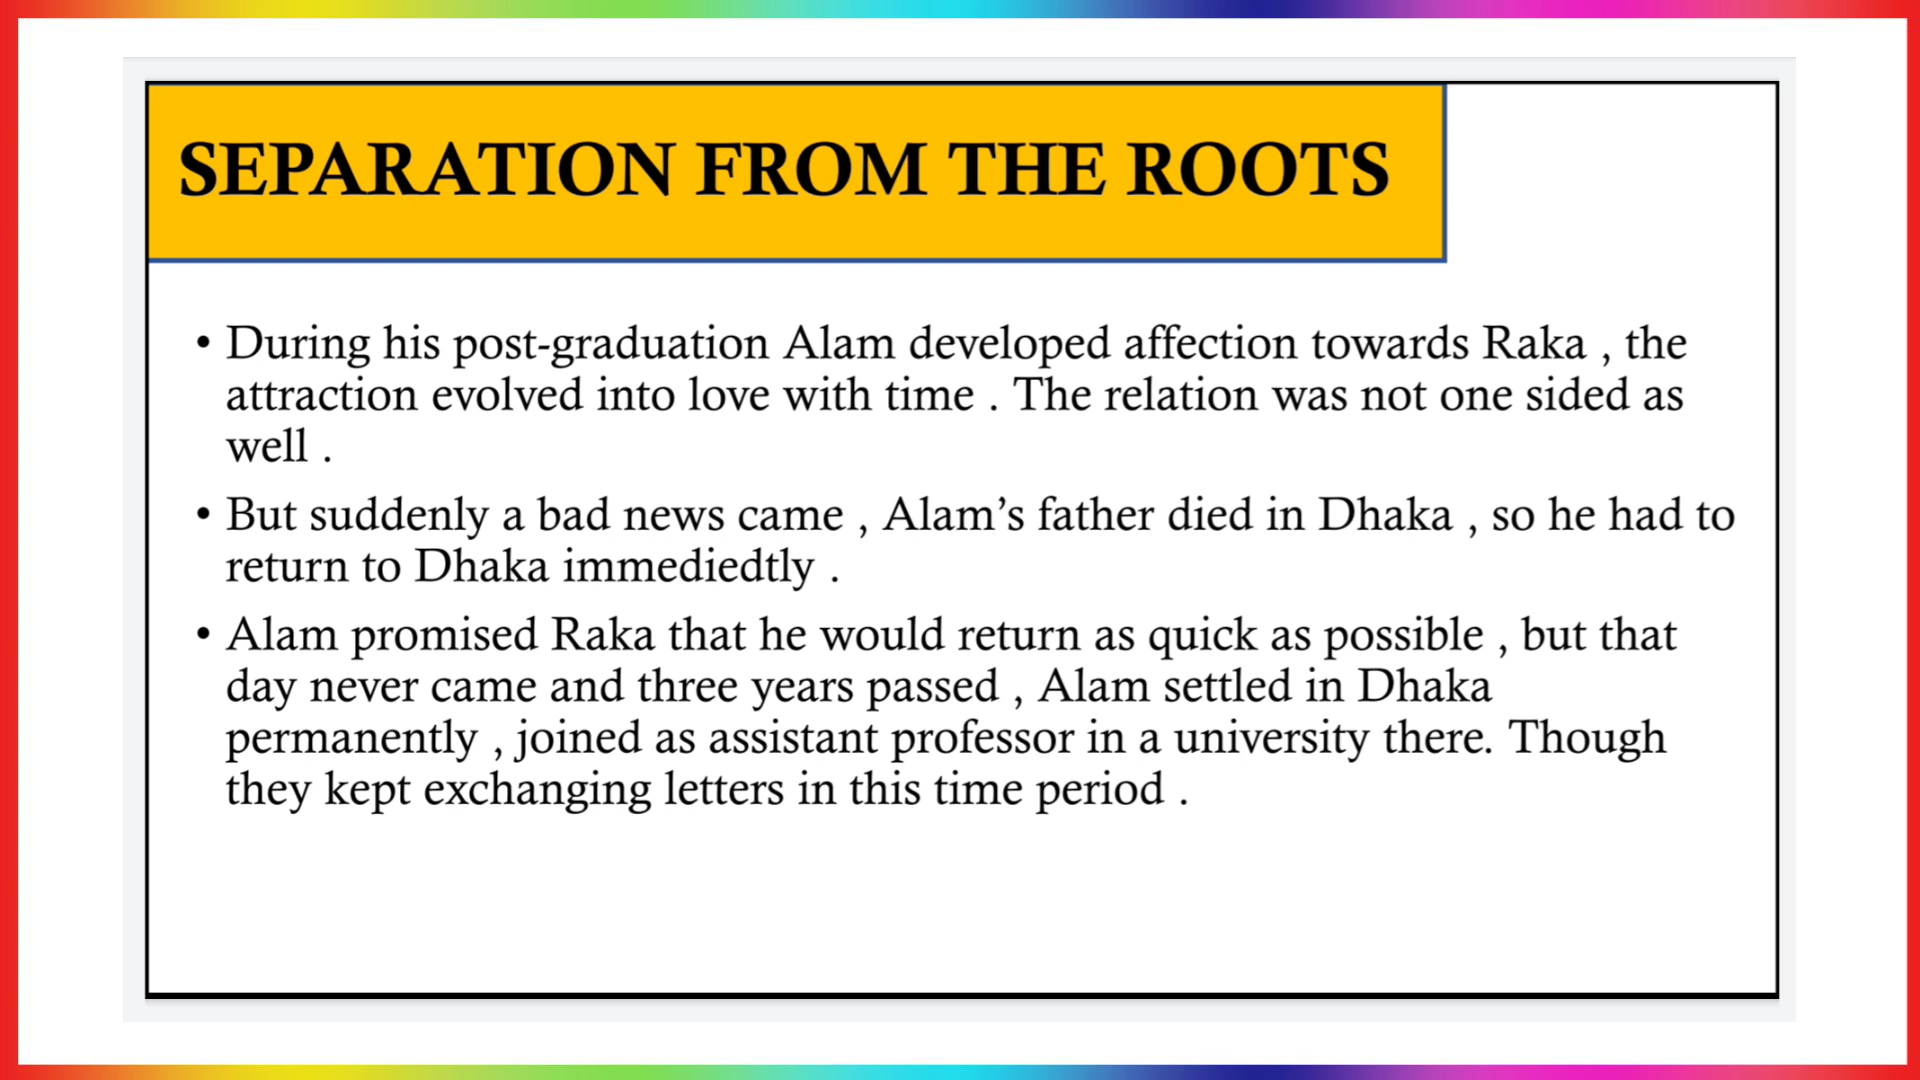 SEPARATION FROM THE ROOTS
• During his post-graduation Alam developed affection towards Raka , the
attraction evolved into love with time . The relation was not one sided as
well .
• But suddenly a bad news came , Alam’s father died in Dhaka , so he had to
return to Dhaka immediedtly .
• Alam promised Raka that he would return as quick as possible , but that
day never came and three years passed , Alam settled in Dhaka
permanently , joined as assistant professor in a university there. Though
they kept exchanging letters in this time period .